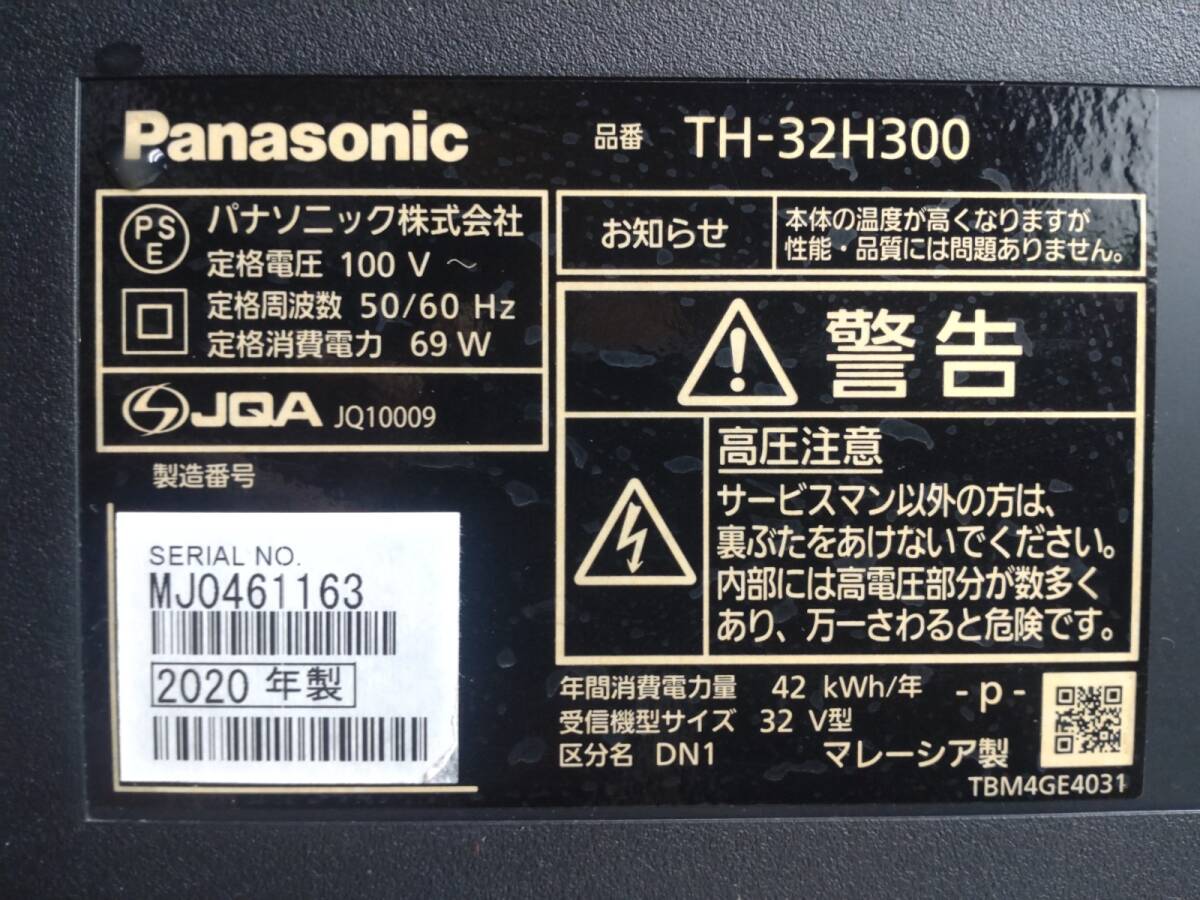 Panasonic
品番 TH-32H300
PS
E
パナソニック株式会社
定格電圧 100 V ～
定格周波数 50/60 Hz
定格消費電力 69 W
JQA JQ10009
製造番号
SERIAL NO.
MJ0461163
2020 年製
お知らせ
本体の温度が高くなりますが
性能・品質には問題ありません。
警告
高圧注意
サービスマン以外の方は、
裏ぶたをあけないでください。
内部には高電圧部分が数多く
あり、万一さわると危険です。
年間消費電力量 42 kWh/年
受信機型サイズ 32 V型
区分名 DN1
マレーシア製
-p-
TBM4GE4031